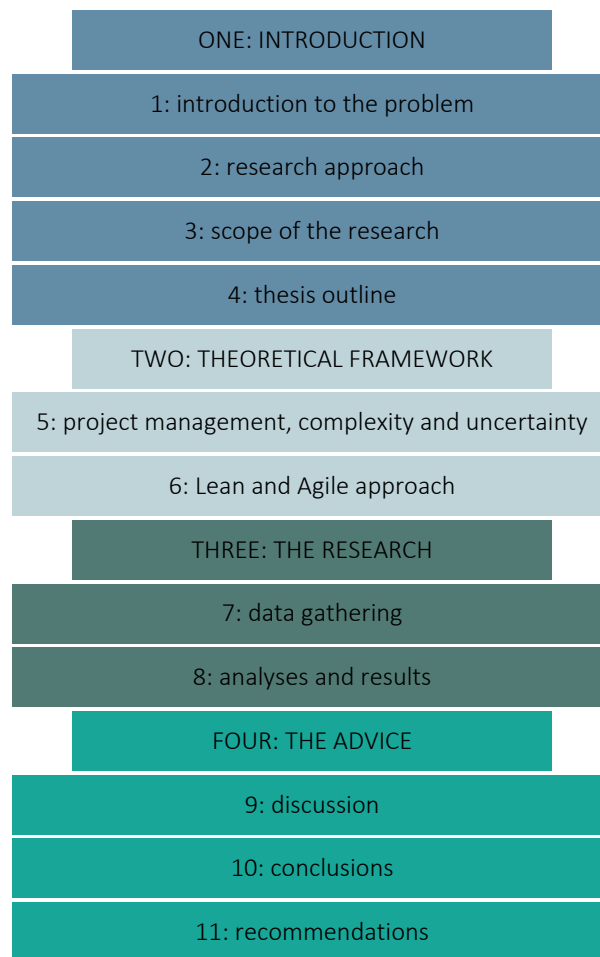 ONE: INTRODUCTION
1: introduction to the problem
2: research approach
3: scope of the research
4: thesis outline
TWO: THEORETICAL FRAMEWORK
5: project management, complexity and uncertainty
6: Lean and Agile approach
THREE: THE RESEARCH
7: data gathering
8: analyses and results
FOUR: THE ADVICE
9: discussion
10: conclusions
11: recommendations